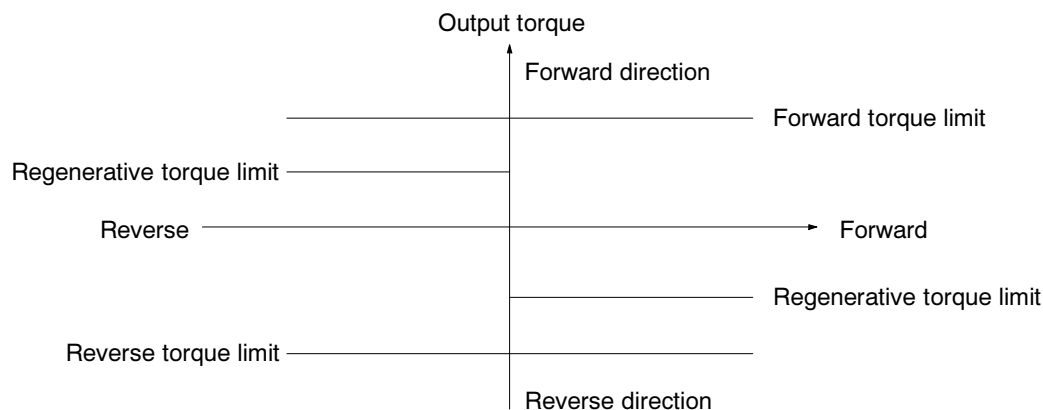 Output torque
Forward direction
Forward torque limit
Regenerative torque limit
Reverse
Forward
Regenerative torque limit
Reverse torque limit
Reverse direction